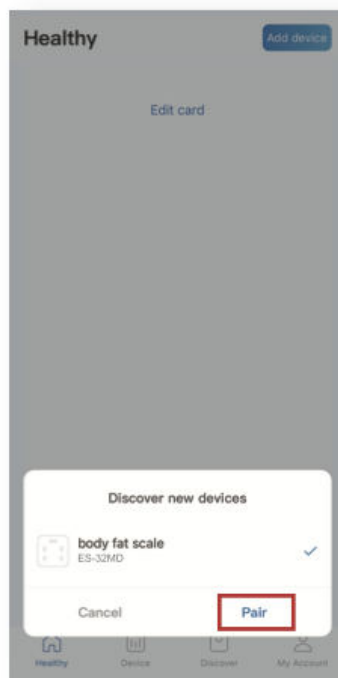 Healthy
Add device
Edit card
Discover new devices
body fat scale
ES-32MD
Cancel
Pair
Healthy
Device
Discover
My Account